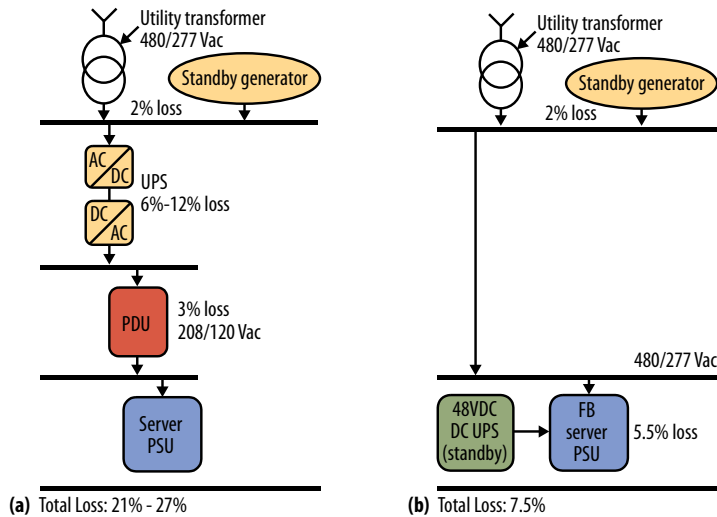 Utility transformer
480/277 Vac
Standby generator
2% loss
AC
DC
UPS
6%-12% loss
DC
AC
PDU
3% loss
208/120 Vac
Server
PSU
(a) Total Loss: 21% - 27%
Utility transformer
480/277 Vac
Standby generator
2% loss
480/277 Vac
48VDC
DC UPS
(standby)
FB
server
PSU
5.5% loss
(b) Total Loss: 7.5%